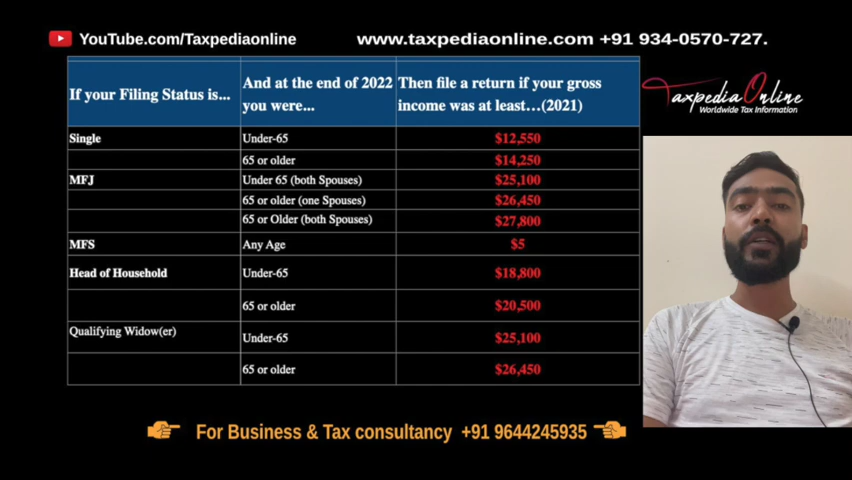 YouTube.com/Taxpediaonline
www.taxpediaonline.com +91 934-0570-727.
If your Filing Status is...
And at the end of 2022
you were...
Then file a return if your gross
income was at least…(2021)
TaxpediaOnline
Worldwide Tax Information
Single
Under-65
$12,550
65 or older
$14,250
MFJ
Under 65 (both Spouses)
$25,100
65 or older (one Spouses)
$26,450
65 or Older (both Spouses)
$27,800
MFS
Any Age
$5
Head of Household
Under-65
$18,800
65 or older
$20,500
Qualifying Widow(er)
Under-65
$25,100
65 or older
$26,450
For Business & Tax consultancy +91 9644245935